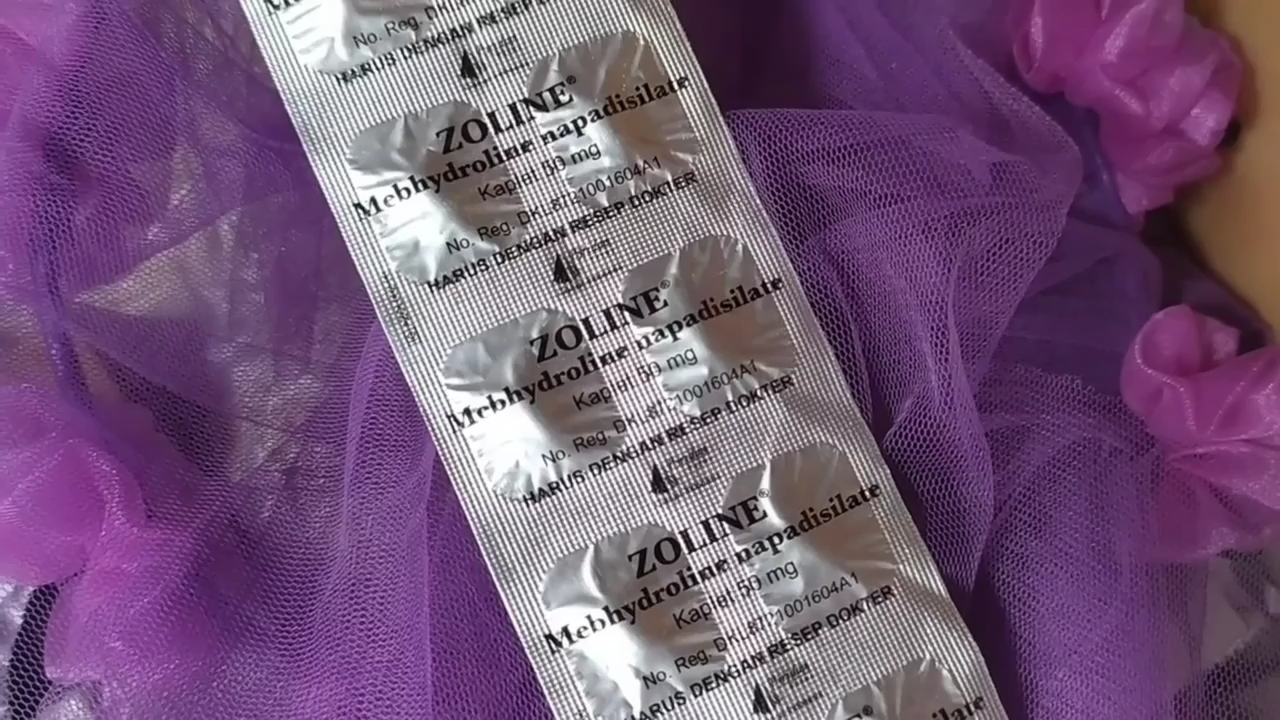 No. Reg.
HARUS DENGAN RESEP
ZOLINE®
Mebhydroline napadisilate
Kaplet 50 mg
No. Reg. DKL8721001604A1
HARUS DENGAN RESEP DOKTER
ZOLINE®
Mebhydroline napadisilate
Kaplet 50 mg
No. Reg. DKL8721001604A1
HARUS DENGAN RESEP DOKTER
ZOLINE®
Mebhydroline napadisilate
Kaplet 50 mg
No. Reg. DKL8721001604A1
HARUS DENGAN RESEP DOKTER